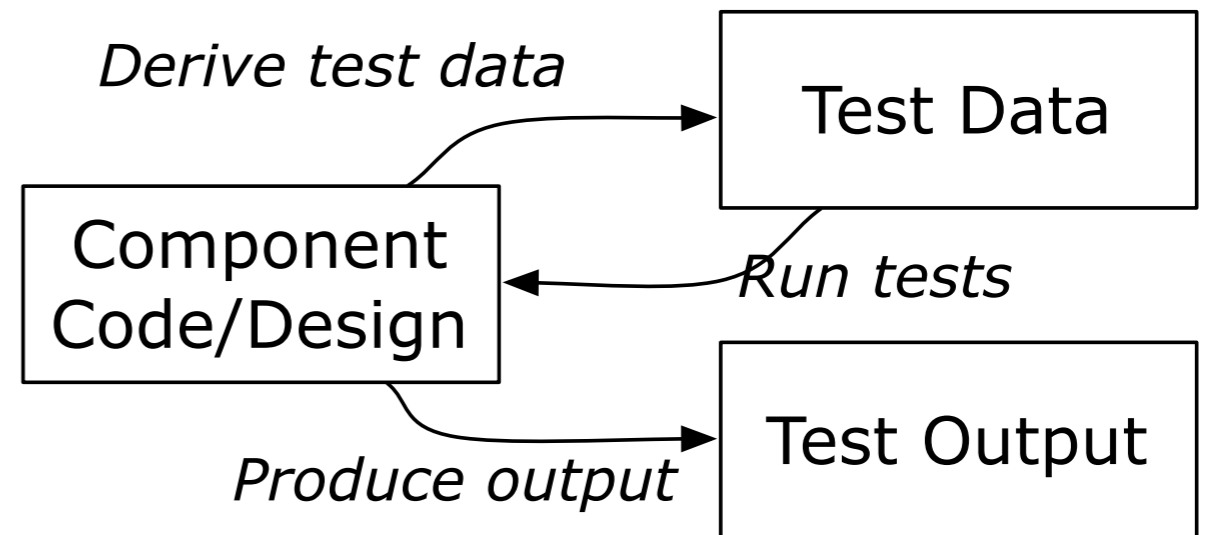 Derive test data
Test Data
Component
Code/Design
Run tests
Test Output
Produce output